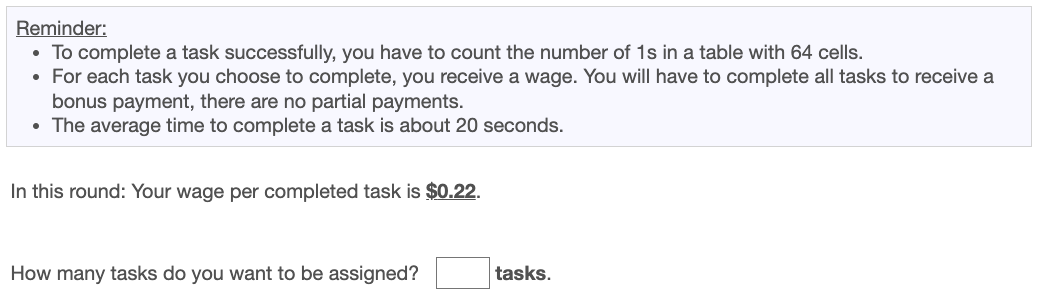 Reminder:
• To complete a task successfully, you have to count the number of 1s in a table with 64 cells.
• For each task you choose to complete, you receive a wage. You will have to complete all tasks to receive a
bonus payment, there are no partial payments.
• The average time to complete a task is about 20 seconds.
In this round: Your wage per completed task is $0.22.
How many tasks do you want to be assigned? tasks.